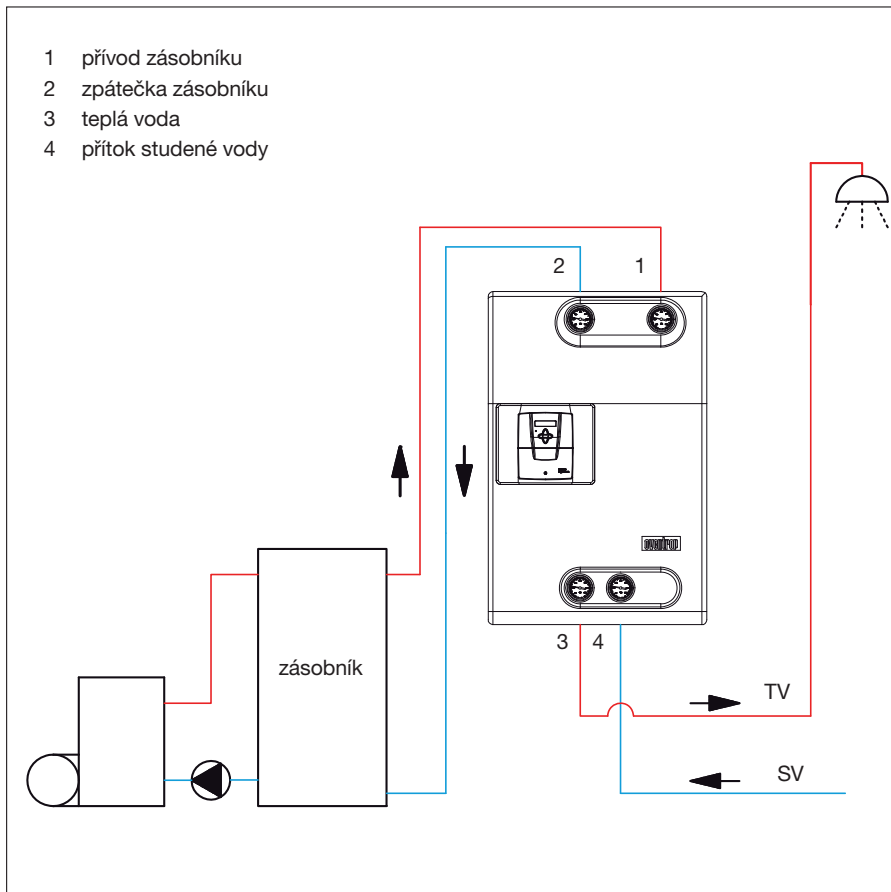 1 přívod zásobníku
2 zpátečka zásobníku
3 teplá voda
4 přítok studené vody
2 1
zásobník
3 4
TV
SV